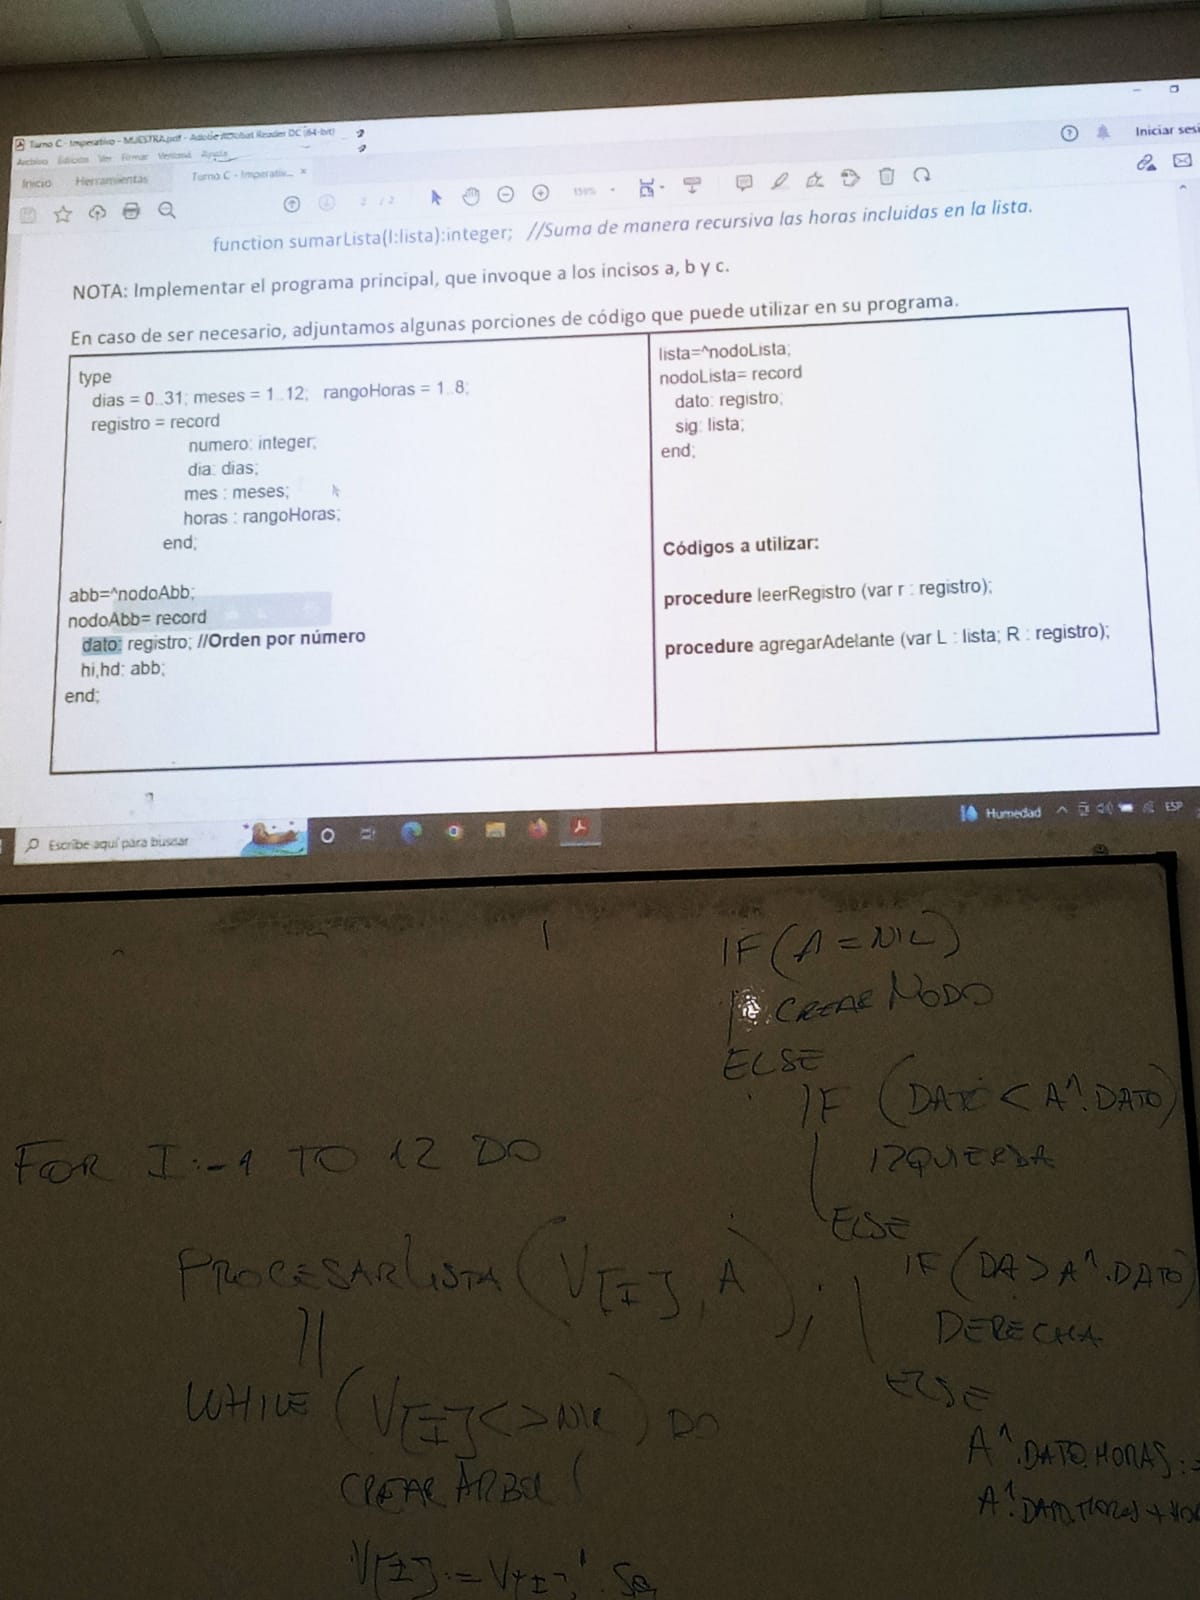 Turno C - Imperativo - MUESTRA.pdf - Adobe Acrobat Reader DC (64-bit)
Archivo Edición Ver Firmar Ventana Ayuda
Inicio Herramientas Turno C - Imperativ... ×
Iniciar sesi
2 / 2
159%
function sumarLista(l:lista):integer; //Suma de manera recursiva las horas incluidas en la lista.
NOTA: Implementar el programa principal, que invoque a los incisos a, b y c.
En caso de ser necesario, adjuntamos algunas porciones de código que puede utilizar en su programa.
type
dias = 0..31; meses = 1..12; rangoHoras = 1..8;
registro = record
numero: integer;
dia: dias;
mes : meses;
horas : rangoHoras;
end;
abb=^nodoAbb;
nodoAbb= record
dato: registro; //Orden por número
hi,hd: abb;
end;
lista=^nodoLista;
nodoLista= record
dato: registro;
sig: lista;
end;
Códigos a utilizar:
procedure leerRegistro (var r : registro);
procedure agregarAdelante (var L : lista; R : registro);
Escribe aquí para buscar
Humedad
ESP
FOR I:=1 TO 12 DO
PROCESARLISTA (V[I], A);
WHILE (V[I]<>NIL) DO
CREAR ARBOL (
V[I]:=V[I]^.SIG
IF (A = NIL)
CREAR NODO
ELSE
IF (DATO < A^.DATO)
IZQUIERDA
ELSE
IF (DA > A^.DATO)
DERECHA
ELSE
A^.DATO.HORAS:=
A^.DATO.HORAS + HO